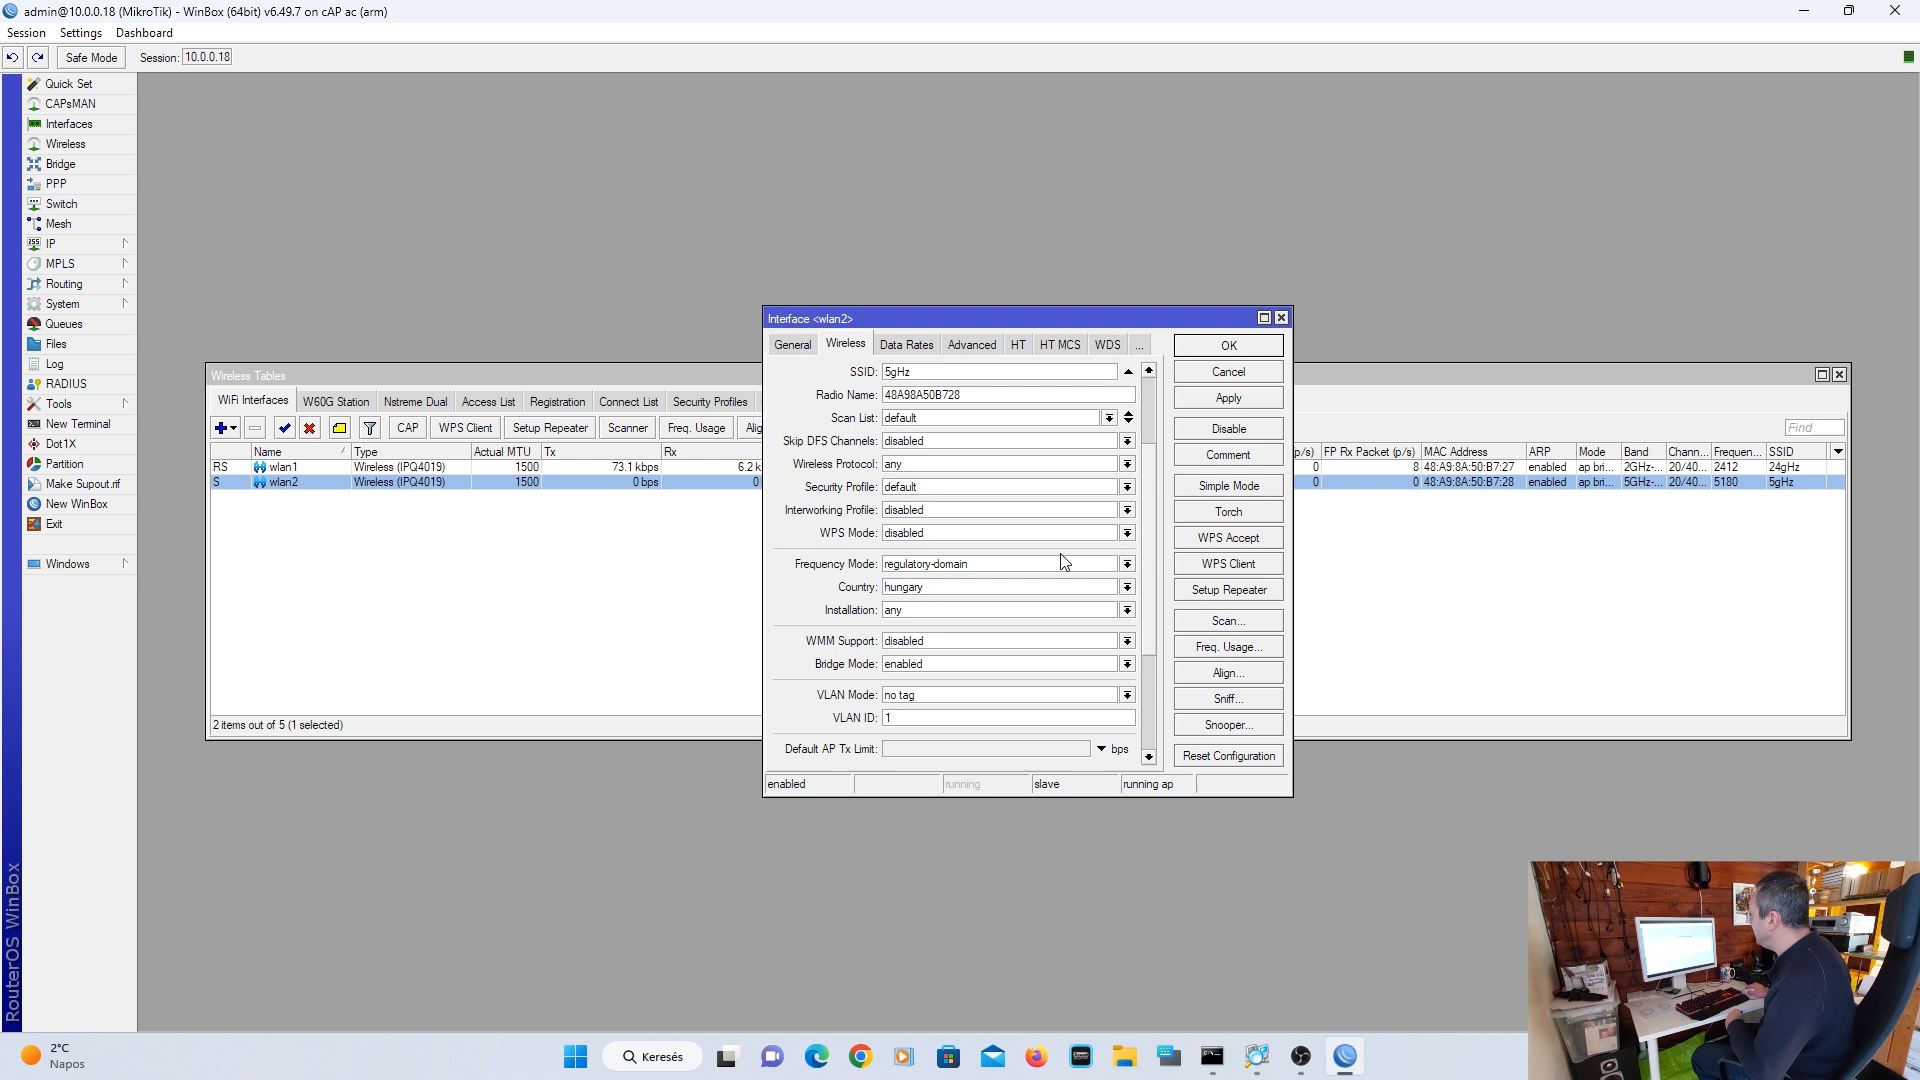 admin@10.0.0.18 (MikroTik) - WinBox (64bit) v6.49.7 on cAP ac (arm)
Session Settings Dashboard
Safe Mode Session: 10.0.0.18
Quick Set
CAPsMAN
Interfaces
Wireless
Bridge
PPP
Switch
Mesh
IP
MPLS
Routing
System
Queues
Files
Log
RADIUS
Tools
New Terminal
Dot1X
Partition
Make Supout.rif
New WinBox
Exit
Windows
RouterOS WinBox
Wireless Tables
WiFi Interfaces W60G Station Nstreme Dual Access List Registration Connect List Security Profiles
CAP WPS Client Setup Repeater Scanner Freq. Usage Alig Find
Name Type Actual MTU Tx Rx p/s) FP Rx Packet (p/s) MAC Address ARP Mode Band Chann... Frequen... SSID
RS wlan1 Wireless (IPQ4019) 1500 73.1 kbps 6.2 k 0 8 48:A9:8A:50:B7:27 enabled ap bri... 2GHz-... 20/40... 2412 24gHz
S wlan2 Wireless (IPQ4019) 1500 0 bps 0 0 0 48:A9:8A:50:B7:28 enabled ap bri... 5GHz-... 20/40... 5180 5gHz
2 items out of 5 (1 selected)
Interface <wlan2>
General Wireless Data Rates Advanced HT HT MCS WDS ...
SSID: 5gHz
Radio Name: 48A98A50B728
Scan List: default
Skip DFS Channels: disabled
Wireless Protocol: any
Security Profile: default
Interworking Profile: disabled
WPS Mode: disabled
Frequency Mode: regulatory-domain
Country: hungary
Installation: any
WMM Support: disabled
Bridge Mode: enabled
VLAN Mode: no tag
VLAN ID: 1
Default AP Tx Limit: bps
OK
Cancel
Apply
Disable
Comment
Simple Mode
Torch
WPS Accept
WPS Client
Setup Repeater
Scan...
Freq. Usage...
Align...
Sniff...
Snooper...
Reset Configuration
enabled running slave running ap
2°C
Napos
Keresés